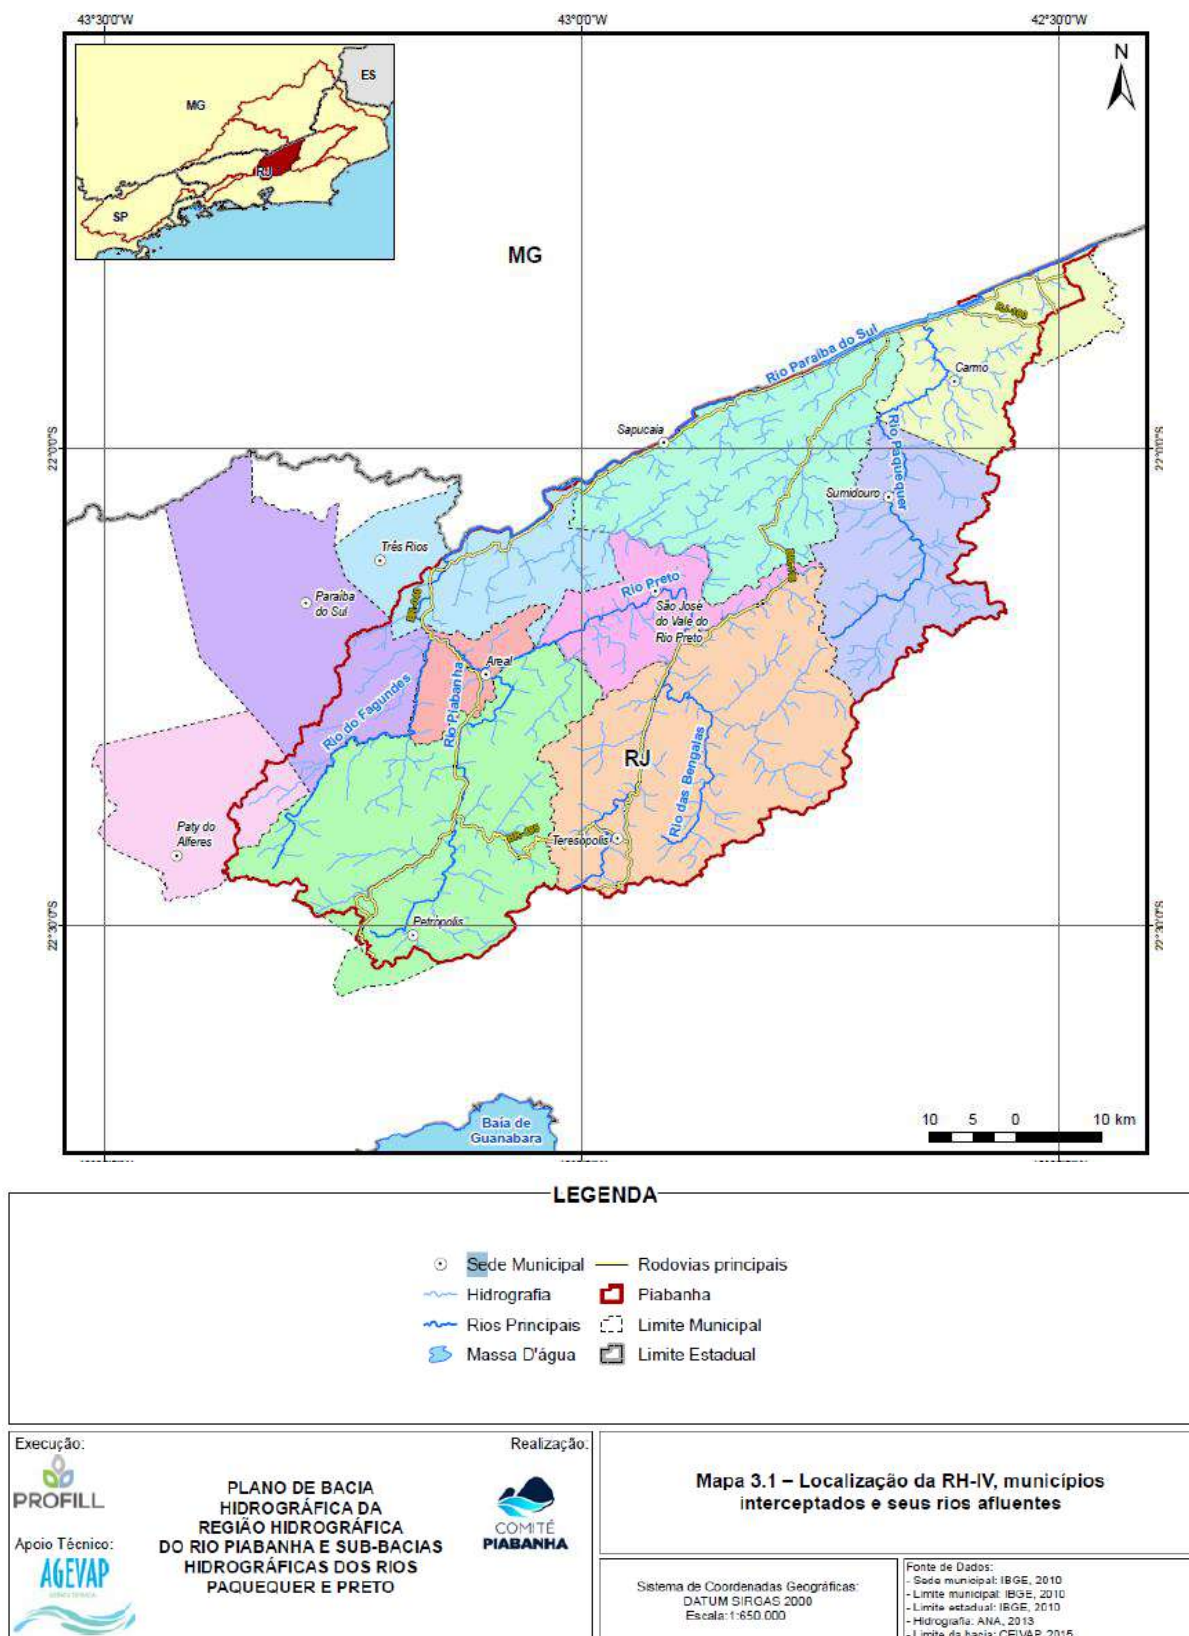 43°30'0"W
43°00'0"W
42°30'0"W
N
ES
MG
RJ
SP
MG
Rio Paraíba do Sul
Carmo
Sapucaia
22°0'0"S
22°0'0"S
Rio Paquequer
Sumidouro
Três Rios
Rio Preto
Paraíba
do Sul
São José
do Vale do
Rio Preto
Areal
Rio do Fagundes
Rio Piabanha
RJ
Rio das Bengalas
Paty do
Alferes
Teresópolis
Petrópolis
22°30'0"S
22°30'0"S
10 5 0 10 km
Baía de
Guanabara
LEGENDA
Sede Municipal
Rodovias principais
Hidrografia
Piabanha
Rios Principais
Limite Municipal
Massa D'água
Limite Estadual
Execução:
Realização:
PROFILL
PLANO DE BACIA
HIDROGRÁFICA DA
REGIÃO HIDROGRÁFICA
DO RIO PIABANHA E SUB-BACIAS
HIDROGRÁFICAS DOS RIOS
PAQUEQUER E PRETO
COMITÊ
PIABANHA
Apoio Técnico:
AGEVAP
Mapa 3.1 – Localização da RH-IV, municípios
interceptados e seus rios afluentes
Sistema de Coordenadas Geográficas:
DATUM SIRGAS 2000
Escala:1:650.000
Fonte de Dados:
- Sede municipal: IBGE, 2010
- Limite municipal: IBGE, 2010
- Limite estadual: IBGE, 2010
- Hidrografia: ANA, 2013
- Limite da bacia: CEIVAP, 2015